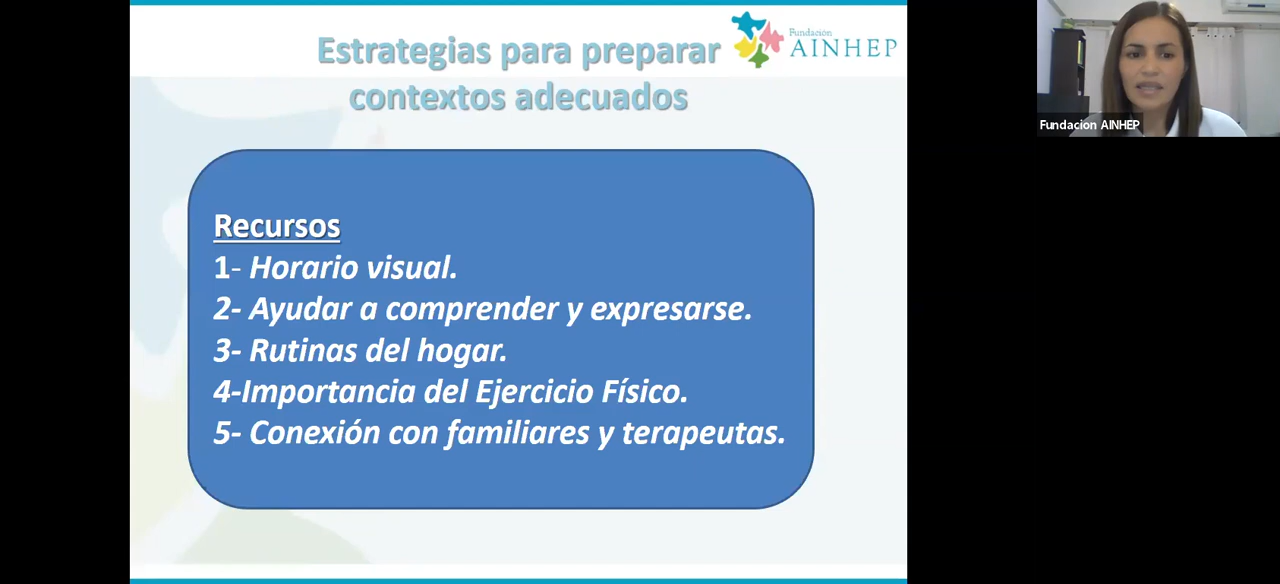 Estrategias para preparar
contextos adecuados
Fundación
AINHEP
Recursos
1- Horario visual.
2- Ayudar a comprender y expresarse.
3- Rutinas del hogar.
4-Importancia del Ejercicio Físico.
5- Conexión con familiares y terapeutas.
Fundacion AINHEP